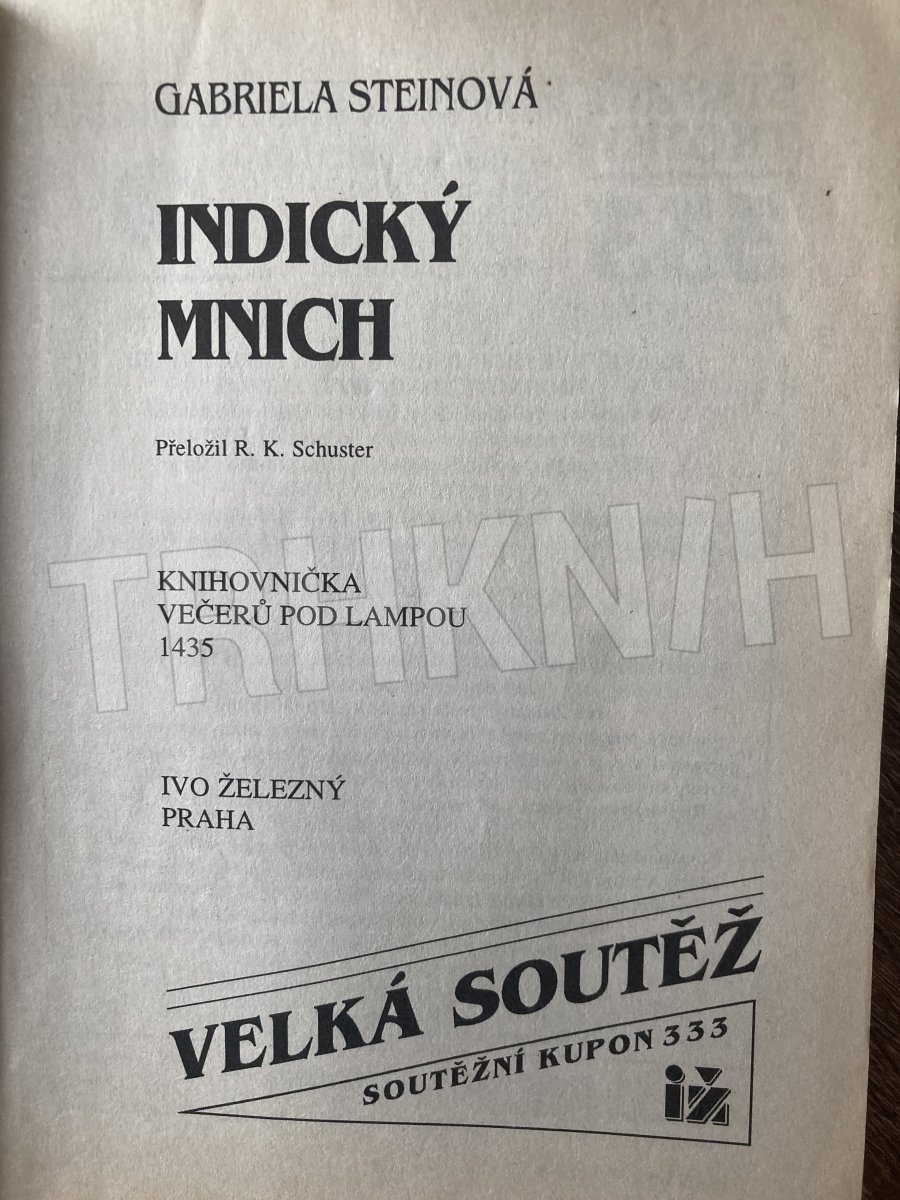 GABRIELA STEINOVÁ
INDICKÝ
MNICH
Přeložil R. K. Schuster
TRHKNIH
KNIHOVNIČKA
VEČERŮ POD LAMPOU
1435
IVO ŽELEZNÝ
PRAHA
VELKÁ SOUTĚŽ
SOUTĚŽNÍ KUPON 333
iž